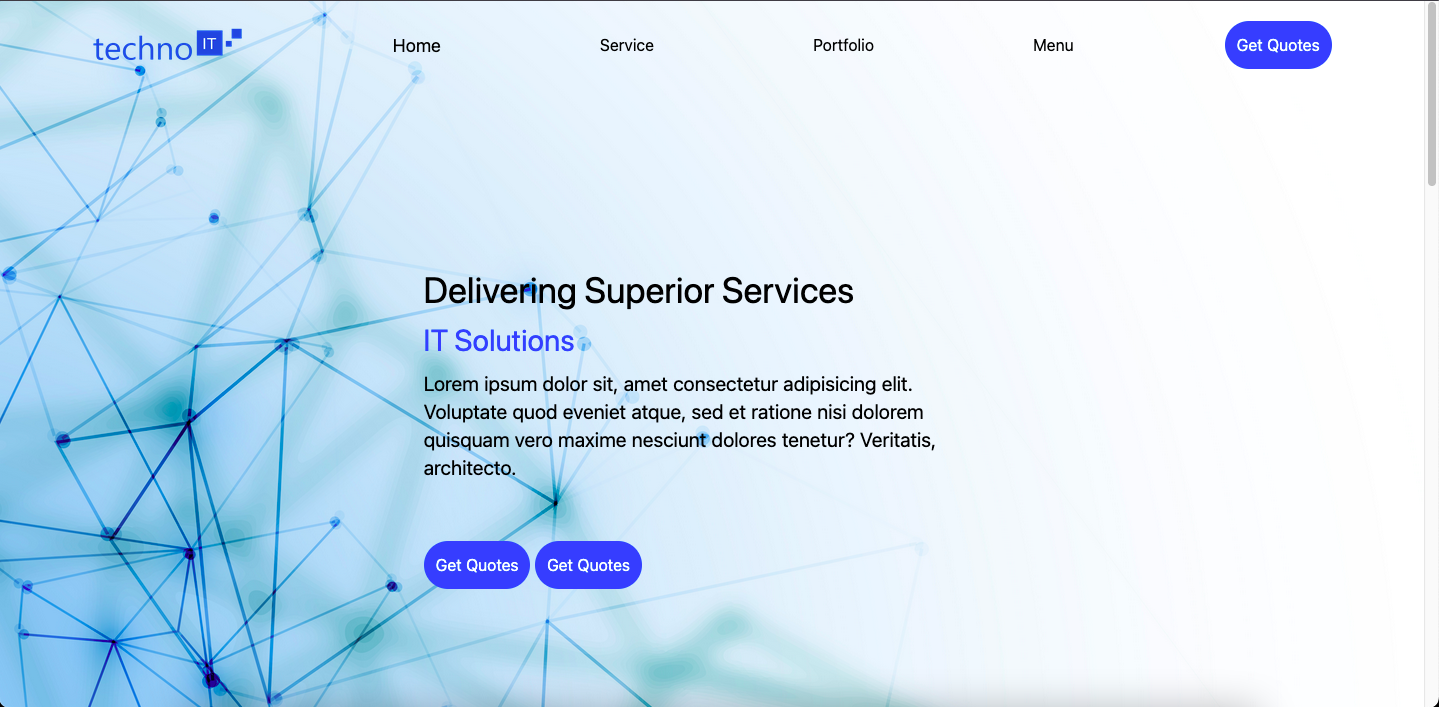 techno IT
Home
Service
Portfolio
Menu
Get Quotes
Delivering Superior Services
IT Solutions
Lorem ipsum dolor sit, amet consectetur adipisicing elit.
Voluptate quod eveniet atque, sed et ratione nisi dolorem
quisquam vero maxime nesciunt dolores tenetur? Veritatis,
architecto.
Get Quotes
Get Quotes